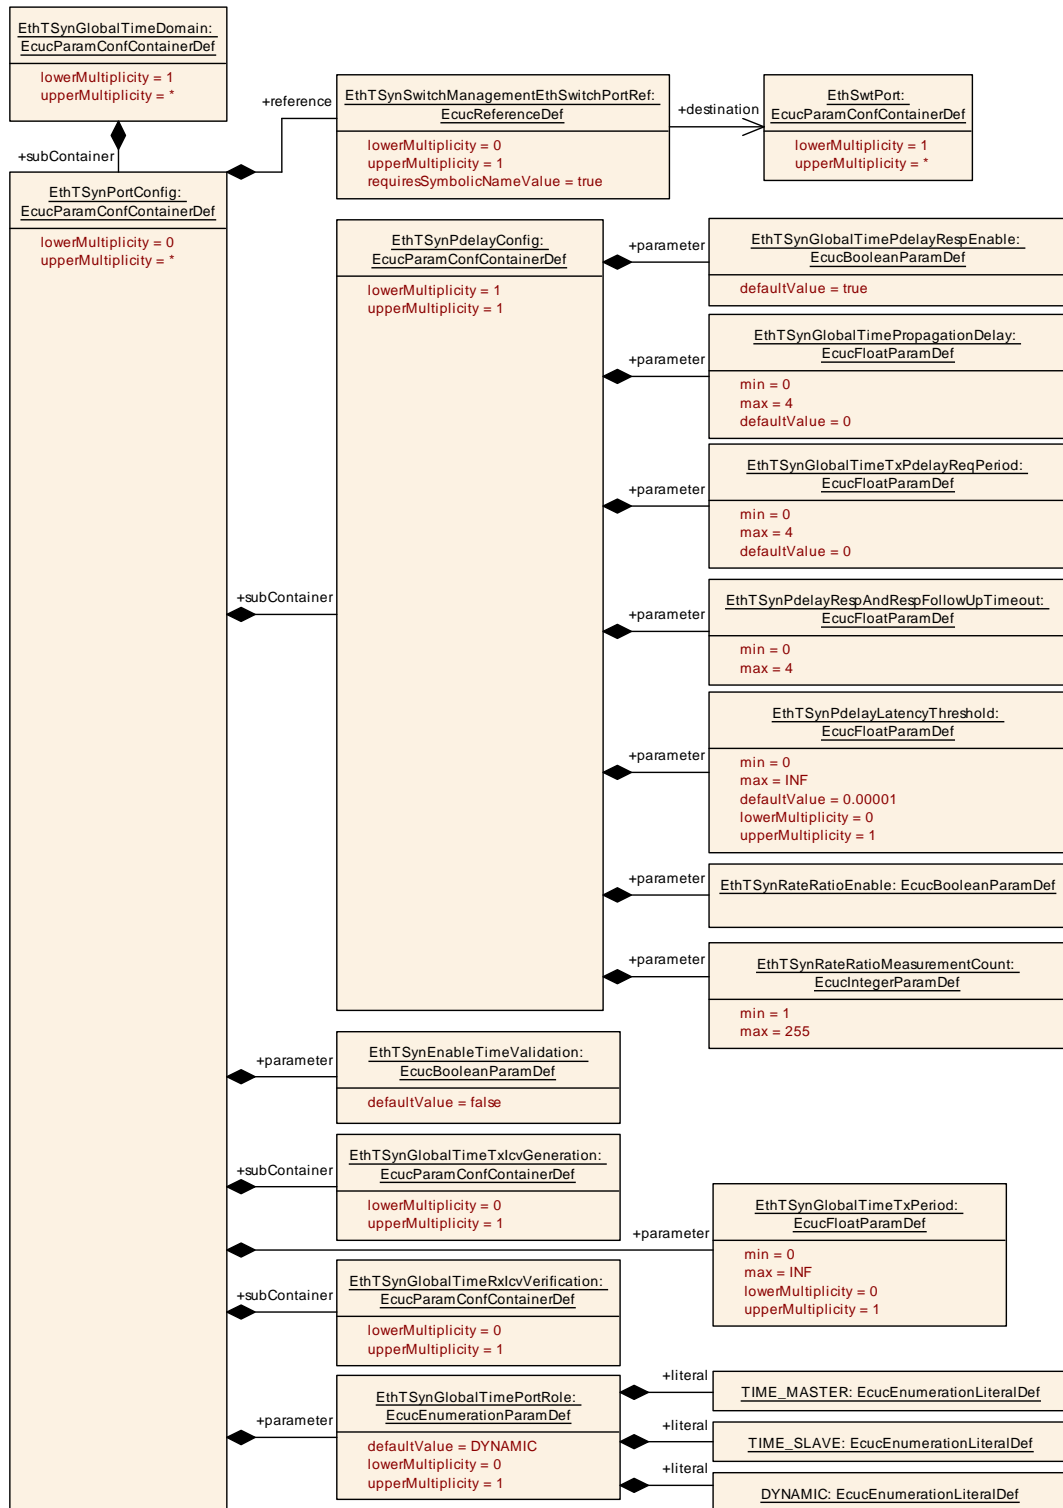 EthTSynGlobalTimeDomain:
EcucParamConfContainerDef
lowerMultiplicity = 1
upperMultiplicity = *
+subContainer
EthTSynPortConfig:
EcucParamConfContainerDef
lowerMultiplicity = 0
upperMultiplicity = *
+reference
EthTSynSwitchManagementEthSwitchPortRef:
EcucReferenceDef
lowerMultiplicity = 0
upperMultiplicity = 1
requiresSymbolicNameValue = true
+destination
EthSwtPort:
EcucParamConfContainerDef
lowerMultiplicity = 1
upperMultiplicity = *
+subContainer
EthTSynPdelayConfig:
EcucParamConfContainerDef
lowerMultiplicity = 1
upperMultiplicity = 1
+parameter
EthTSynGlobalTimePdelayRespEnable:
EcucBooleanParamDef
defaultValue = true
+parameter
EthTSynGlobalTimePropagationDelay:
EcucFloatParamDef
min = 0
max = 4
defaultValue = 0
+parameter
EthTSynGlobalTimeTxPdelayReqPeriod:
EcucFloatParamDef
min = 0
max = 4
defaultValue = 0
+parameter
EthTSynPdelayRespAndRespFollowUpTimeout:
EcucFloatParamDef
min = 0
max = 4
+parameter
EthTSynPdelayLatencyThreshold:
EcucFloatParamDef
min = 0
max = INF
defaultValue = 0.00001
lowerMultiplicity = 0
upperMultiplicity = 1
+parameter
EthTSynRateRatioEnable: EcucBooleanParamDef
+parameter
EthTSynRateRatioMeasurementCount:
EcucIntegerParamDef
min = 1
max = 255
+parameter
EthTSynEnableTimeValidation:
EcucBooleanParamDef
defaultValue = false
+subContainer
EthTSynGlobalTimeTxIcvGeneration:
EcucParamConfContainerDef
lowerMultiplicity = 0
upperMultiplicity = 1
+parameter
EthTSynGlobalTimeTxPeriod:
EcucFloatParamDef
min = 0
max = INF
lowerMultiplicity = 0
upperMultiplicity = 1
+subContainer
EthTSynGlobalTimeRxIcvVerification:
EcucParamConfContainerDef
lowerMultiplicity = 0
upperMultiplicity = 1
+parameter
EthTSynGlobalTimePortRole:
EcucEnumerationParamDef
defaultValue = DYNAMIC
lowerMultiplicity = 0
upperMultiplicity = 1
+literal
TIME_MASTER: EcucEnumerationLiteralDef
+literal
TIME_SLAVE: EcucEnumerationLiteralDef
+literal
DYNAMIC: EcucEnumerationLiteralDef